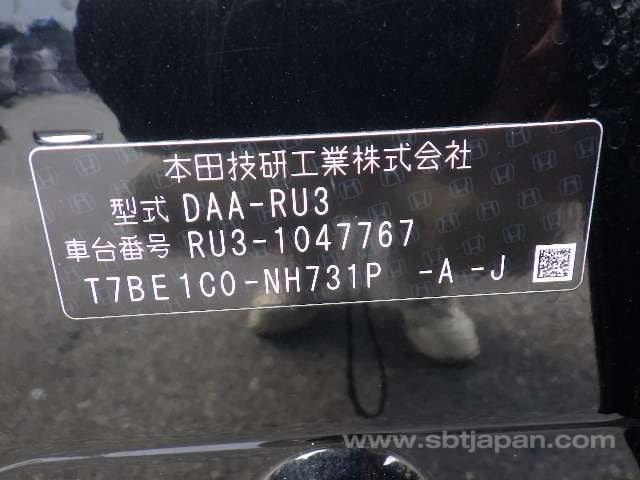 本田技研工業株式会社
型式 DAA-RU3
車台番号 RU3-1047767
T7BE1C0-NH731P -A -J
www.sbtjapan.com